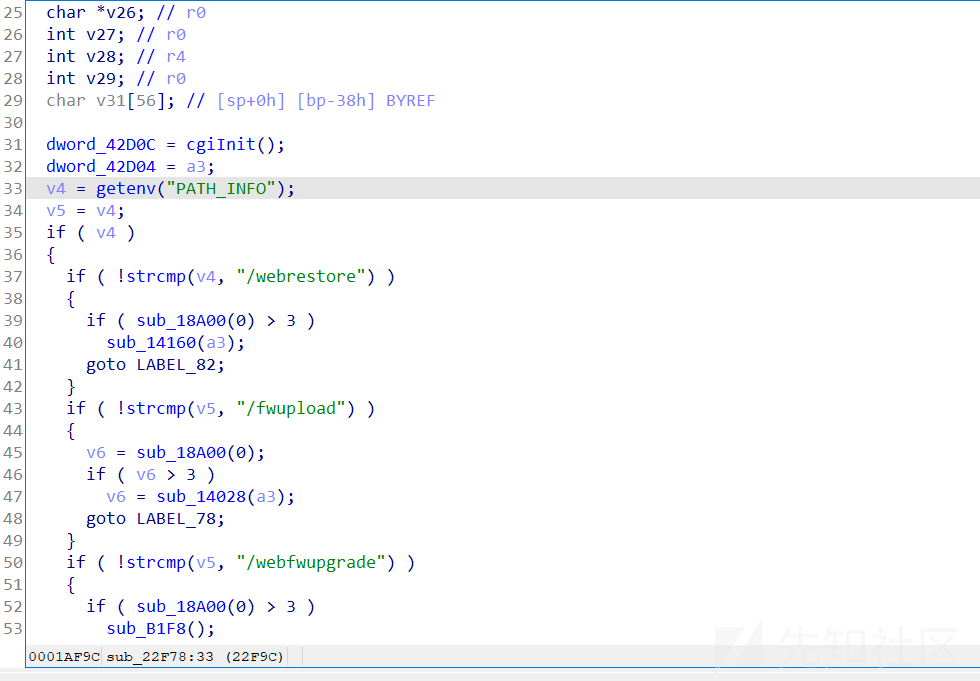 25 char *v26; // r0
26 int v27; // r0
27 int v28; // r4
28 int v29; // r0
29 char v31[56]; // [sp+0h] [bp-38h] BYREF
30
31 dword_42D0C = cgiInit();
32 dword_42D04 = a3;
33 v4 = getenv("PATH_INFO");
34 v5 = v4;
35 if ( v4 )
36 {
37 if ( !strcmp(v4, "/webrestore") )
38 {
39 if ( sub_18A00(0) > 3 )
40 sub_14160(a3);
41 goto LABEL_82;
42 }
43 if ( !strcmp(v5, "/fwupload") )
44 {
45 v6 = sub_18A00(0);
46 if ( v6 > 3 )
47 v6 = sub_14028(a3);
48 goto LABEL_78;
49 }
50 if ( !strcmp(v5, "/webfwupgrade") )
51 {
52 if ( sub_18A00(0) > 3 )
53 sub_B1F8();
0001AF9C sub_22F78:33 (22F9C)
先知社区